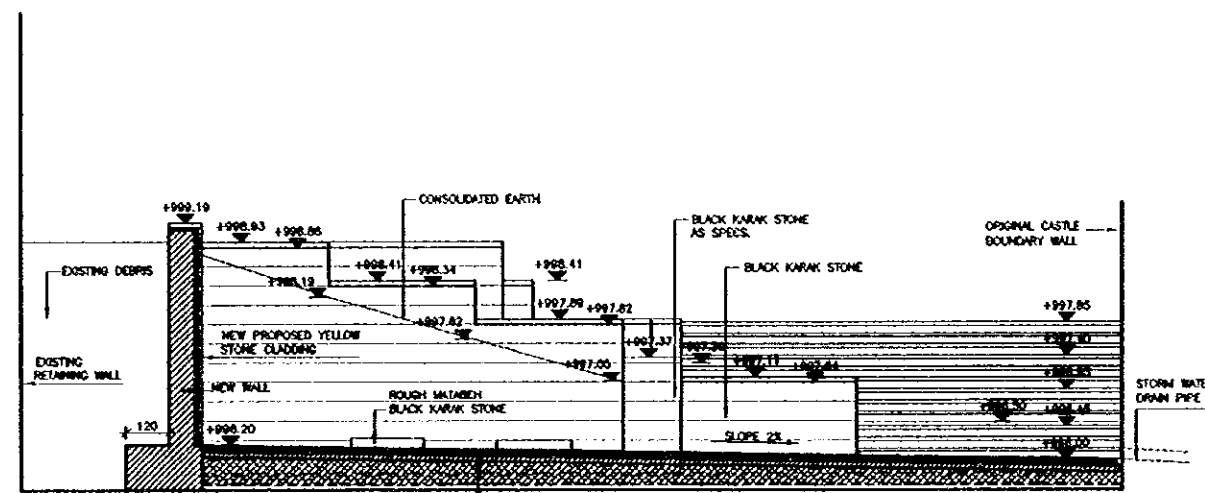 CONSOLIDATED EARTH
+999.19
+998.93
+998.86
BLACK KARAK STONE
AS SPECS.
ORIGINAL CASTLE
BOUNDARY WALL
EXISTING DEBRIS
+998.41
+998.34
+998.41
BLACK KARAK STONE
+998.19
+997.89
+997.82
+997.85
+997.82
NEW PROPOSED YELLOW
STONE CLADDING
+997.37
+997.11
EXISTING
RETAINING WALL
NEW WALL
ROUGH MATABEH
BLACK KARAK STONE
STORM WATE
DRAIN PIPE
120
+996.20
SLOPE 2%